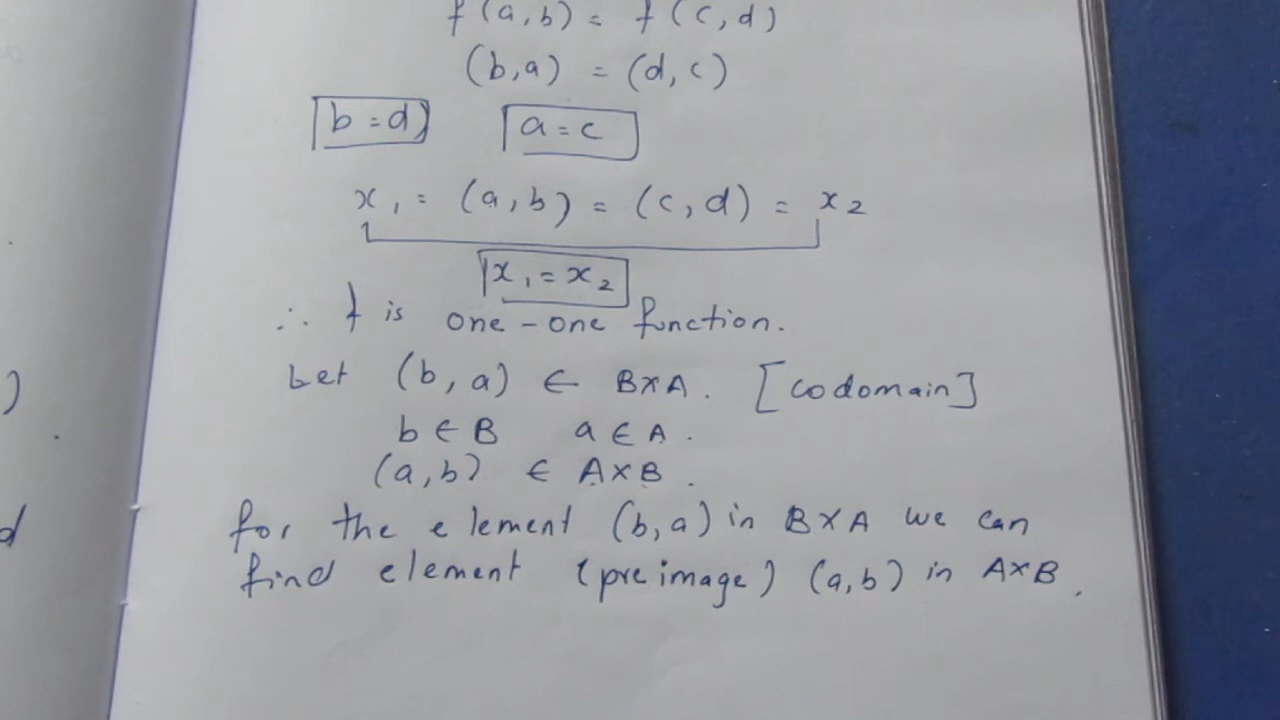 f(a,b) = f(c,d)
(b,a) = (d,c)
b=d a=c
x₁ = (a,b) = (c,d) = x₂
x₁=x₂
∴ f is one-one function.
Let (b,a) ∈ B×A. [codomain]
b∈B a∈A.
(a,b) ∈ A×B.
)
for the element (b,a) in B×A we can
d
find element (preimage) (a,b) in A×B.